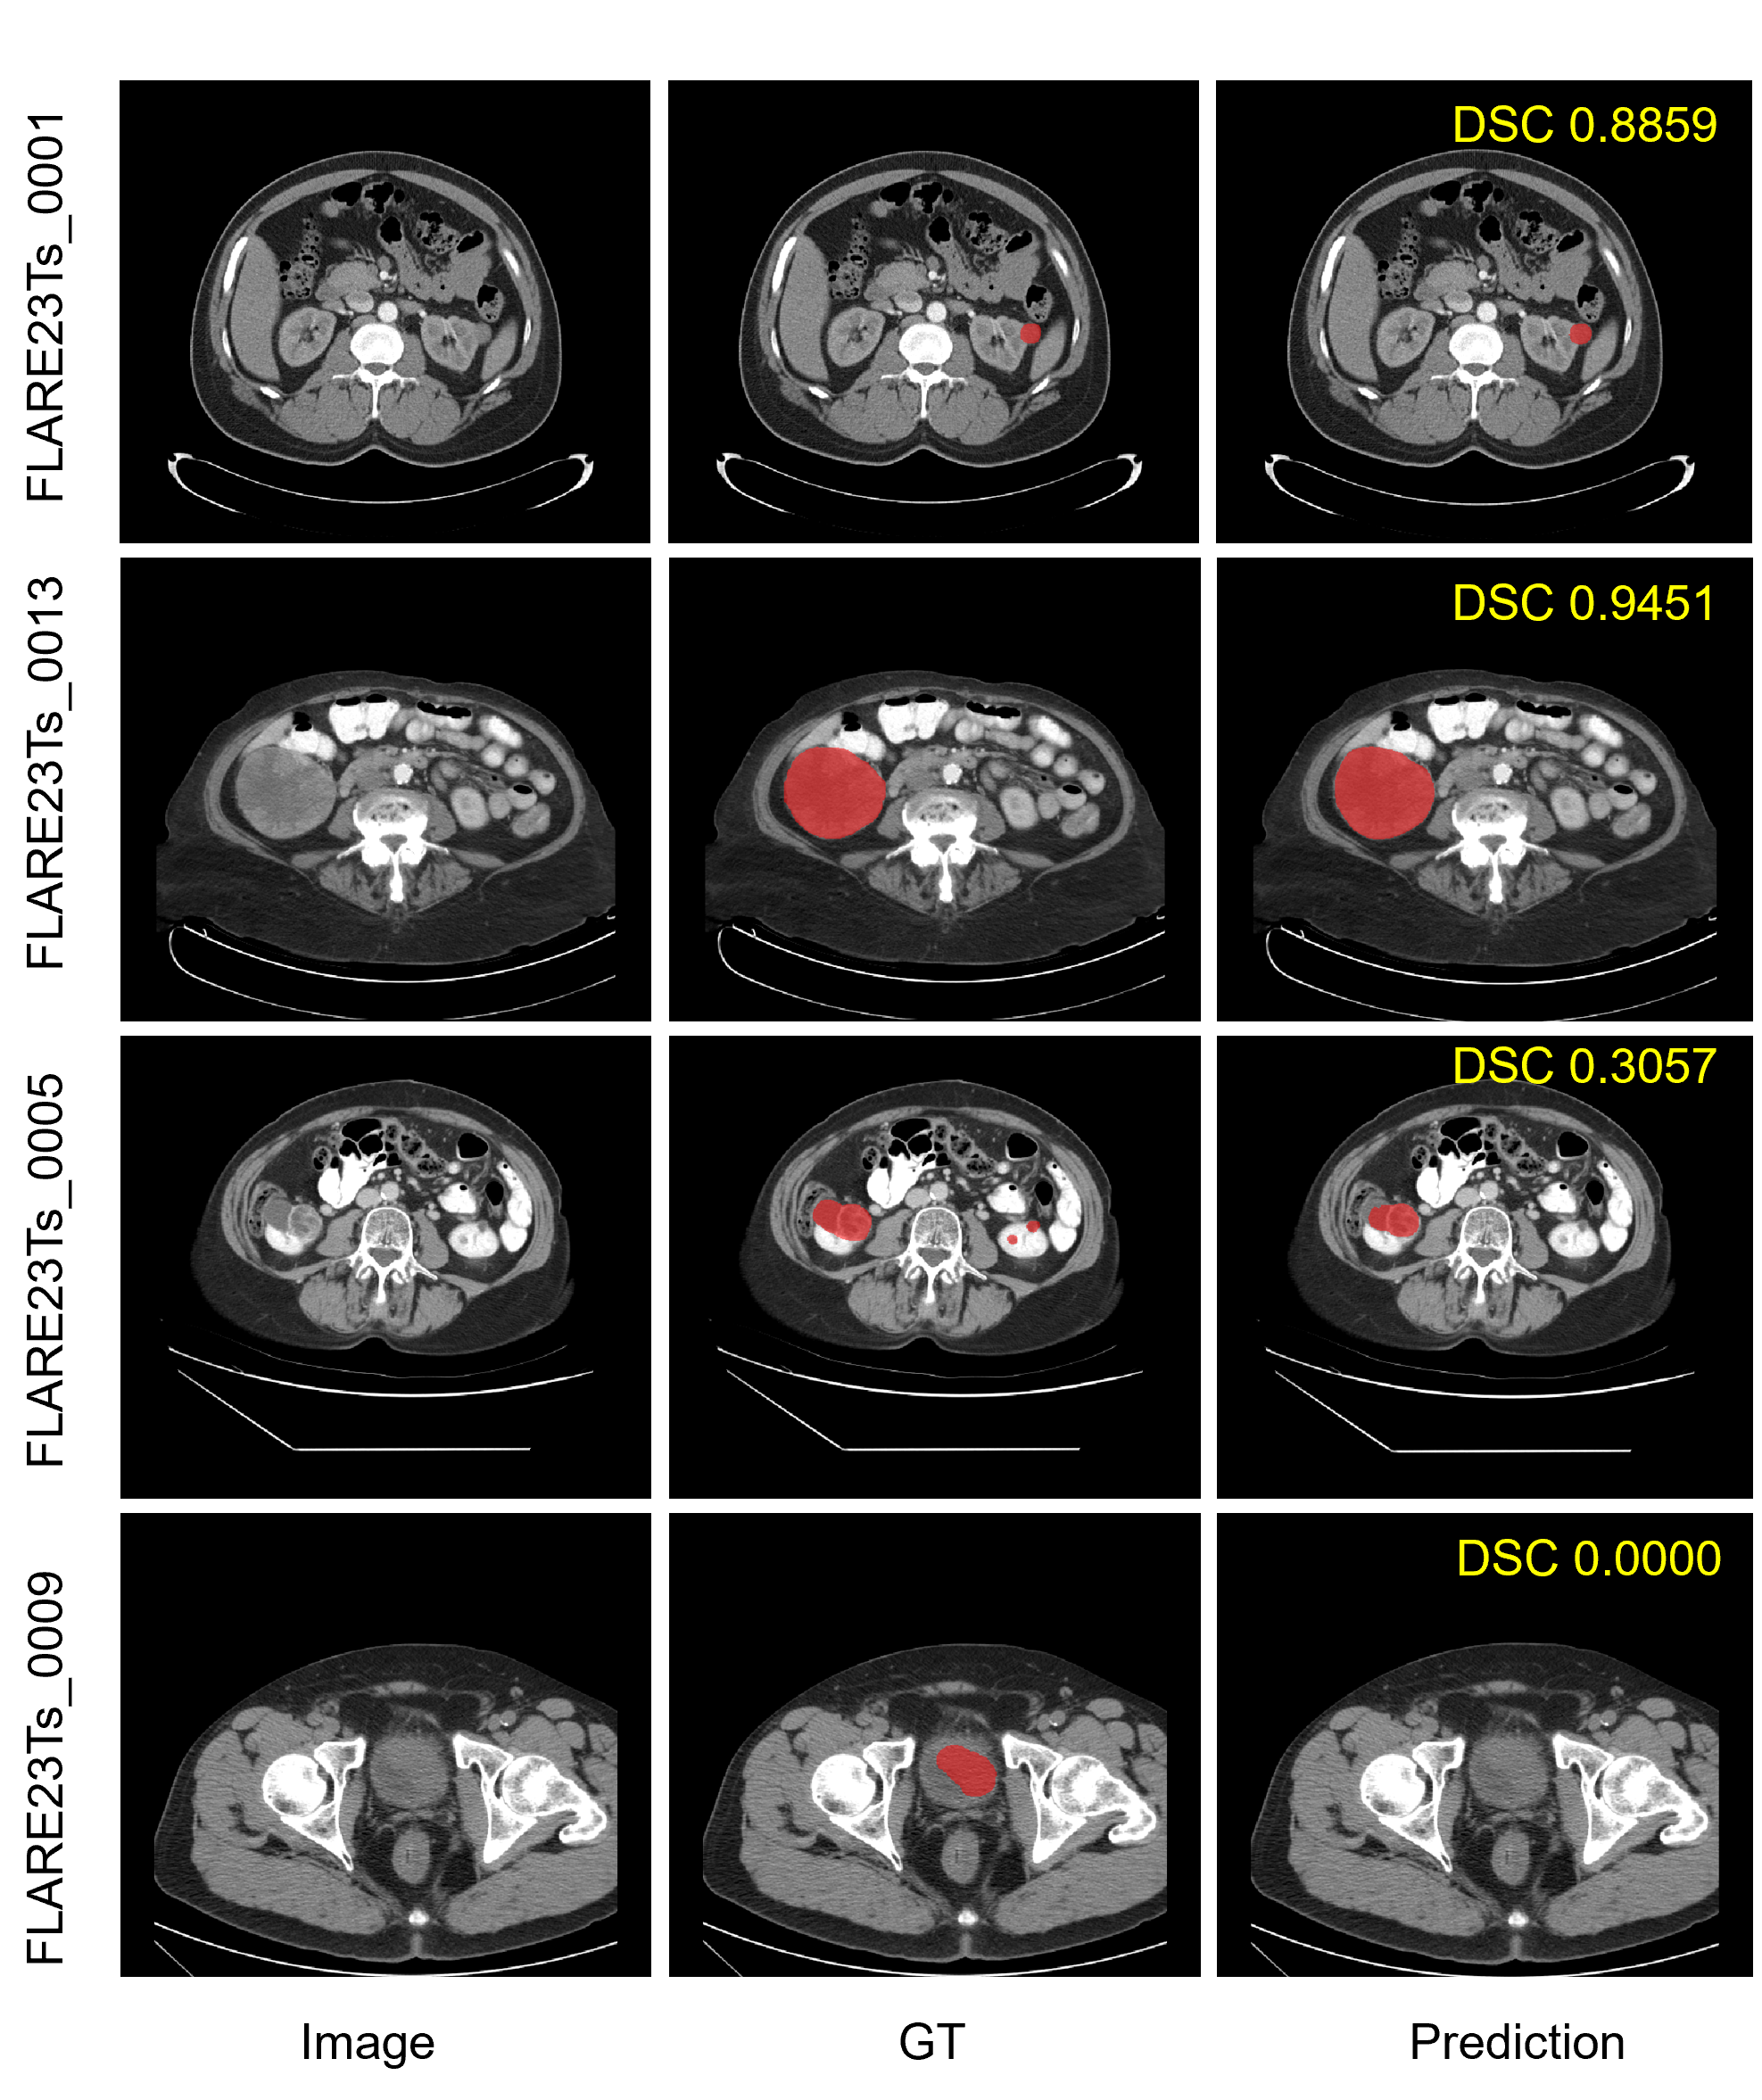 FLARE23Ts_0001
DSC 0.8859
FLARE23Ts_0013
DSC 0.9451
FLARE23Ts_0005
DSC 0.3057
FLARE23Ts_0009
DSC 0.0000
Image
GT
Prediction